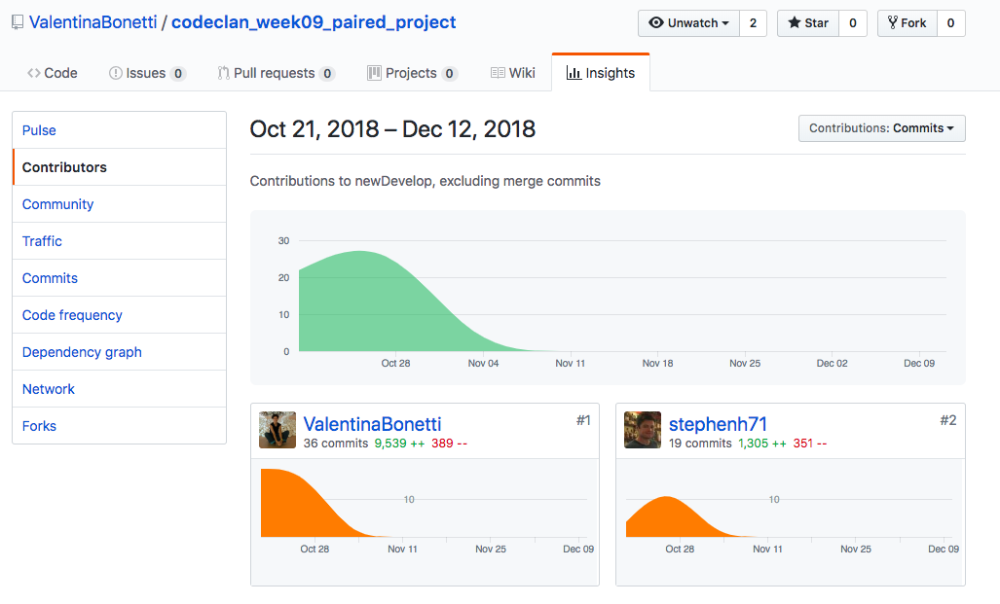 ValentinaBonetti / codeclan_week09_paired_project
Unwatch 2 Star 0 Fork 0
Code Issues 0 Pull requests 0 Projects 0 Wiki Insights
Pulse
Contributors
Community
Traffic
Commits
Code frequency
Dependency graph
Network
Forks
Oct 21, 2018 – Dec 12, 2018
Contributions: Commits
Contributions to newDevelop, excluding merge commits
30
20
10
0
Oct 28 Nov 04 Nov 11 Nov 18 Nov 25 Dec 02 Dec 09
ValentinaBonetti #1
36 commits 9,539 ++ 389 --
10
Oct 28 Nov 11 Nov 25 Dec 09
stephenh71 #2
19 commits 1,305 ++ 351 --
10
Oct 28 Nov 11 Nov 25 Dec 09